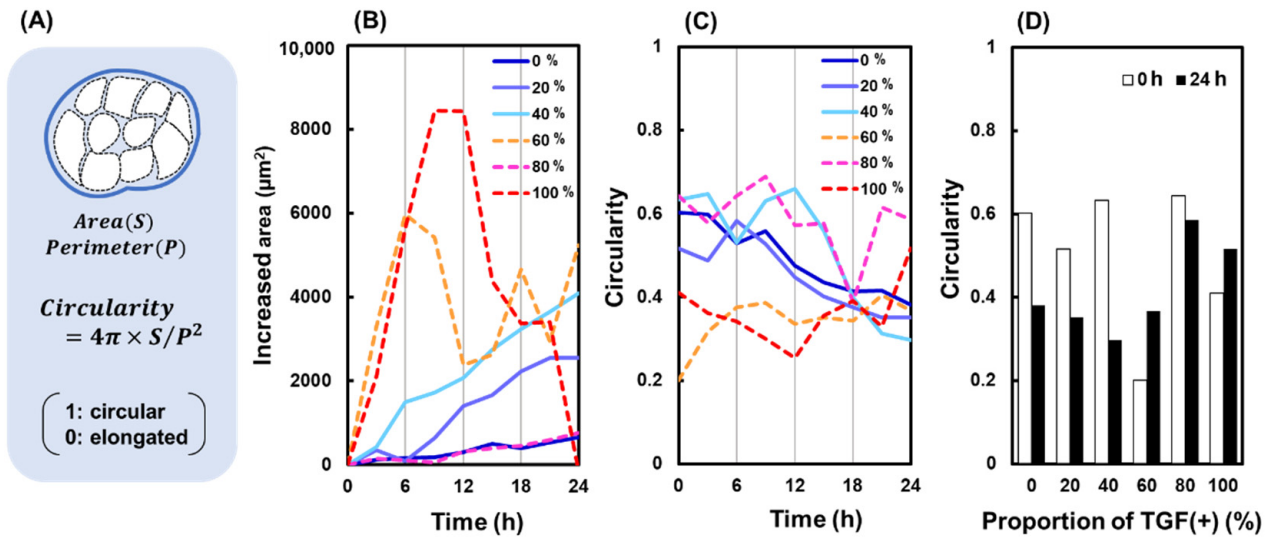 (A)
Area(S)
Perimeter(P)
Circularity
= 4π × S/P²
1: circular
0: elongated
(B)
Increased area (μm²)
10,000
8000
6000
4000
2000
0
0 %
20 %
40 %
60 %
80 %
100 %
0 6 12 18 24
Time (h)
(C)
Circularity
1
0.8
0.6
0.4
0.2
0
0 %
20 %
40 %
60 %
80 %
100 %
0 6 12 18 24
Time (h)
(D)
Circularity
1
0.8
0.6
0.4
0.2
0
0 h 24 h
0 20 40 60 80 100
Proportion of TGF(+) (%)